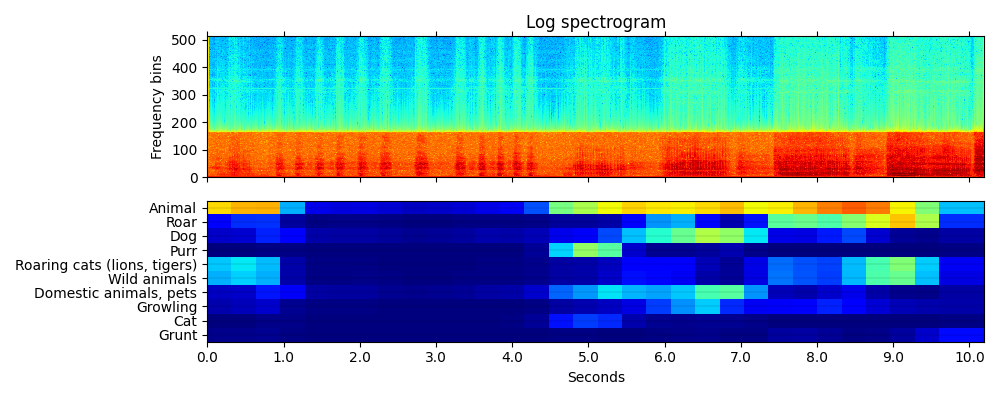 Log spectrogram
500
400
300
200
100
0
Frequency bins
Animal
Roar
Dog
Purr
Roaring cats (lions, tigers)
Wild animals
Domestic animals, pets
Growling
Cat
Grunt
0.0 1.0 2.0 3.0 4.0 5.0 6.0 7.0 8.0 9.0 10.0
Seconds